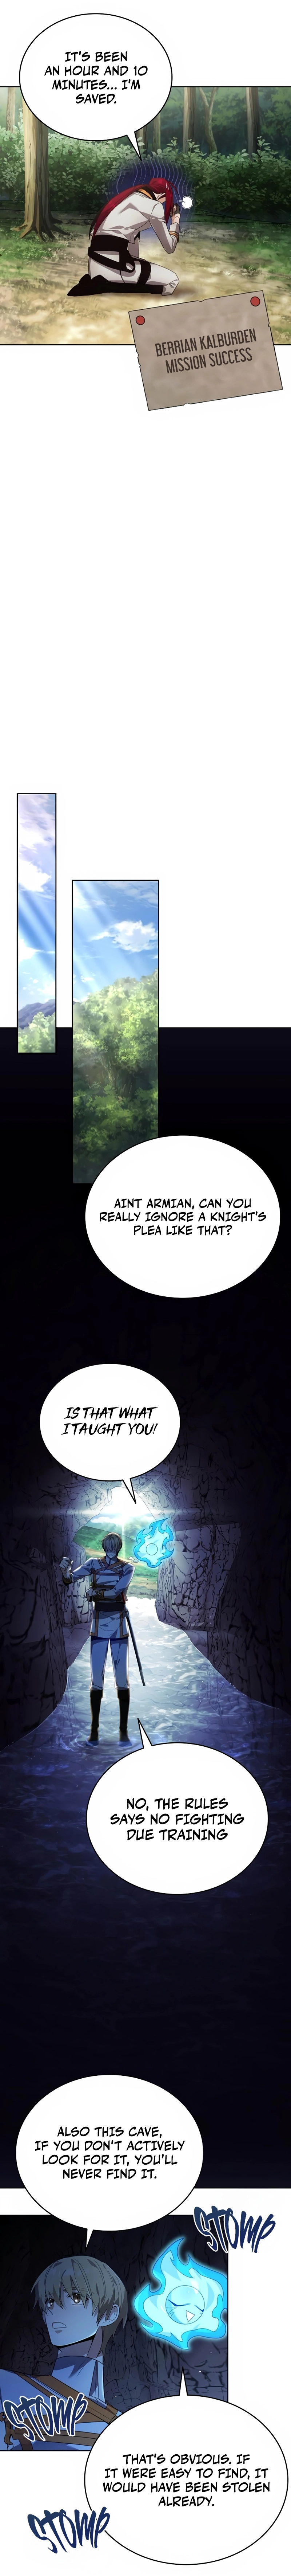 IT'S BEEN
AN HOUR AND 10
MINUTES... I'M
SAVED.
BERRIAN KALBURDEN
MISSION SUCCESS
AINT ARMIAN, CAN YOU
REALLY IGNORE A KNIGHT'S
PLEA LIKE THAT?
IS THAT WHAT
I TAUGHT YOU!
NO, THE RULES
SAYS NO FIGHTING
DUE TRAINING
ALSO THIS CAVE,
IF YOU DON'T ACTIVELY
LOOK FOR IT, YOU'LL
NEVER FIND IT.
STOMP
STOMP
THAT'S OBVIOUS. IF
IT WERE EASY TO FIND, IT
WOULD HAVE BEEN STOLEN
ALREADY.
STOMP